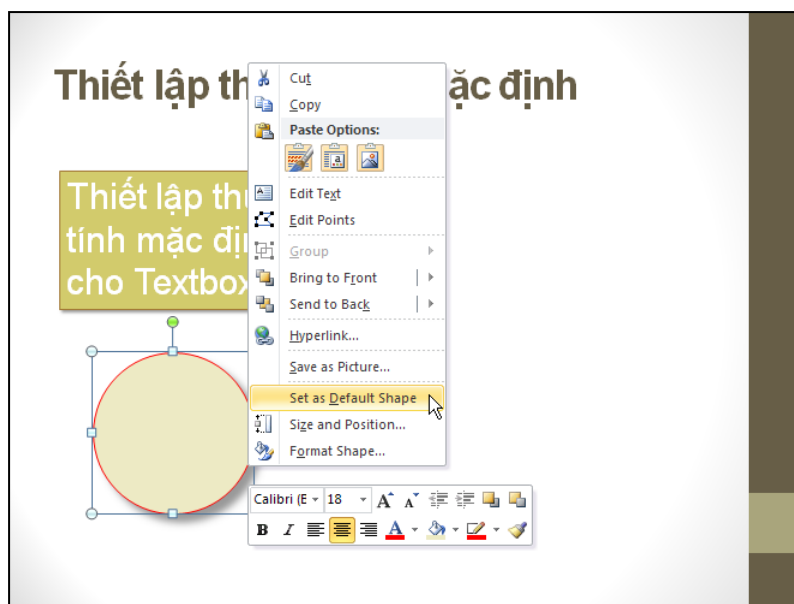 Thiết lập th ặc định
Thiết lập th
tính mặc đị
cho Textbox
Cut
Copy
Paste Options:
Edit Text
Edit Points
Group
Bring to Front
Send to Back
Hyperlink...
Save as Picture...
Set as Default Shape
Size and Position...
Format Shape...
Calibri (E 18 A A
B I A